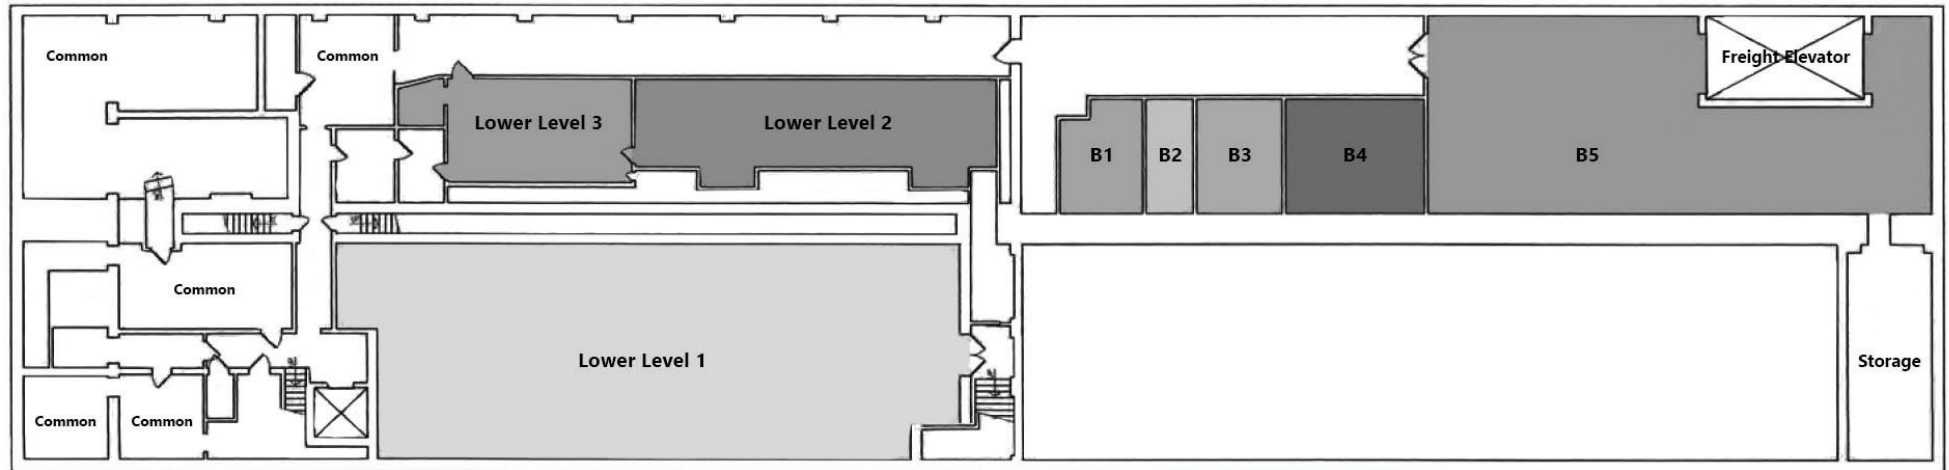 Common
Common
Freight Elevator
Lower Level 3
Lower Level 2
B1
B2
B3
B4
B5
Common
Lower Level 1
Storage
Common
Common